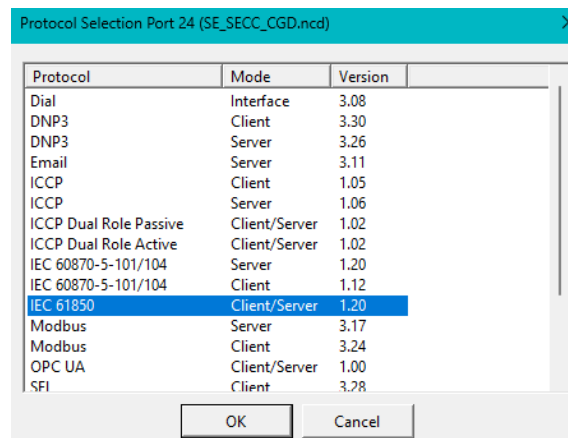 Protocol Selection Port 24 (SE_SECC_CGD.ncd)
Protocol Mode Version
Dial Interface 3.08
DNP3 Client 3.30
DNP3 Server 3.26
Email Server 3.11
ICCP Client 1.05
ICCP Server 1.06
ICCP Dual Role Passive Client/Server 1.02
ICCP Dual Role Active Client/Server 1.02
IEC 60870-5-101/104 Server 1.20
IEC 60870-5-101/104 Client 1.12
IEC 61850 Client/Server 1.20
Modbus Server 3.17
Modbus Client 3.24
OPC UA Client/Server 1.00
SEL Client 3.28
OK Cancel